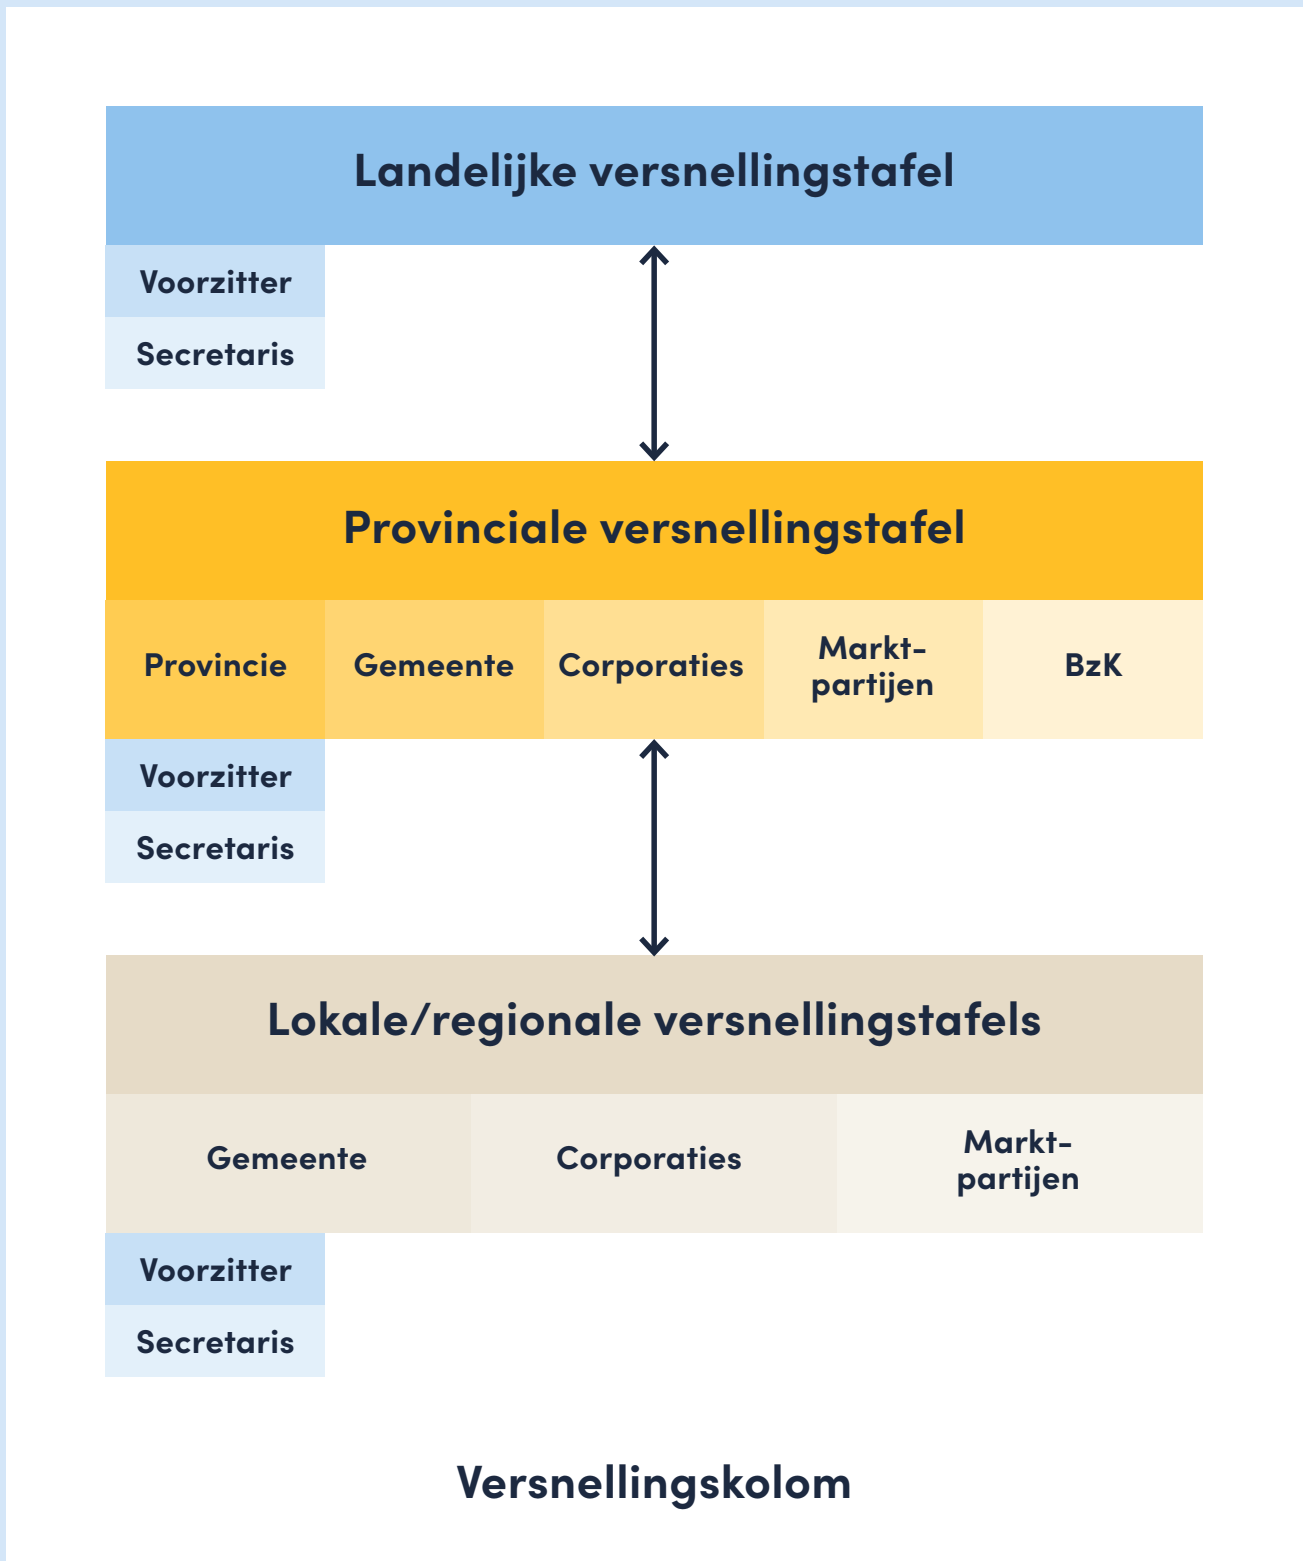 Landelijke versnellingstafel
Voorzitter
Secretaris
Provinciale versnellingstafel
Provincie
Gemeente
Corporaties
Markt-
partijen
BzK
Voorzitter
Secretaris
Lokale/regionale versnellingstafels
Gemeente
Corporaties
Markt-
partijen
Voorzitter
Secretaris
Versnellingskolom